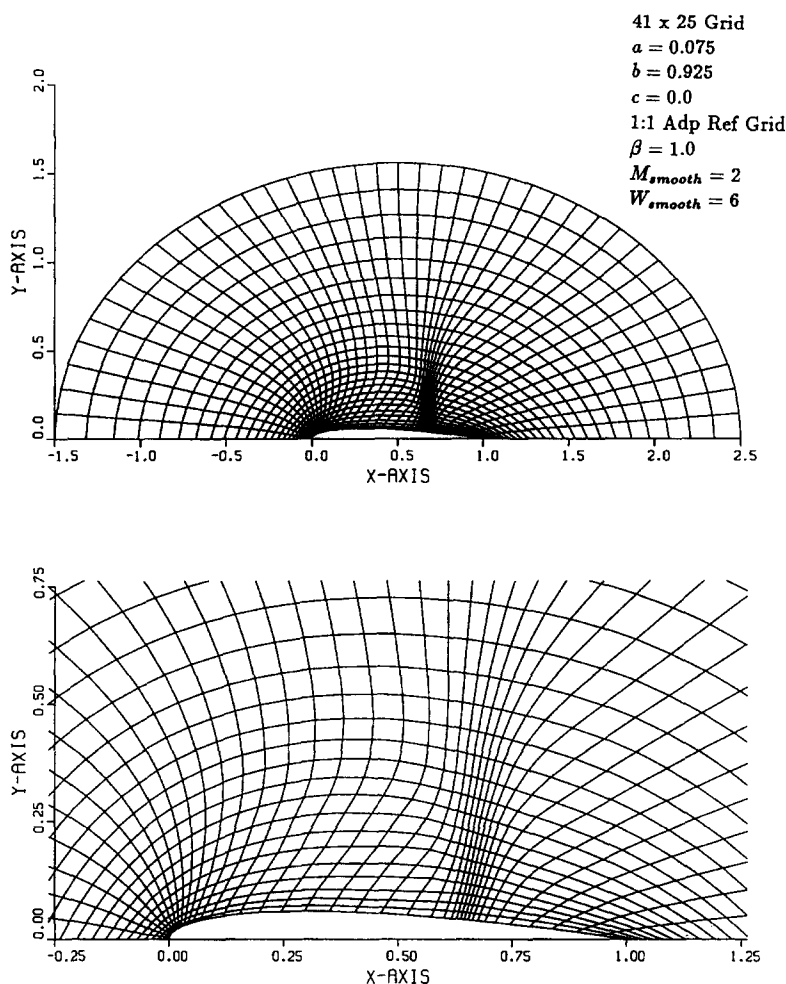 41 x 25 Grid
a = 0.075
b = 0.925
c = 0.0
1:1 Adp Ref Grid
β = 1.0
M_smooth = 2
W_smooth = 6
2.0
1.5
1.0
0.5
0.0
Y-AXIS
-1.5 -1.0 -0.5 0.0 0.5 1.0 1.5 2.0 2.5
X-AXIS
0.75
0.50
0.25
0.00
Y-AXIS
-0.25 0.00 0.25 0.50 0.75 1.00 1.25
X-AXIS